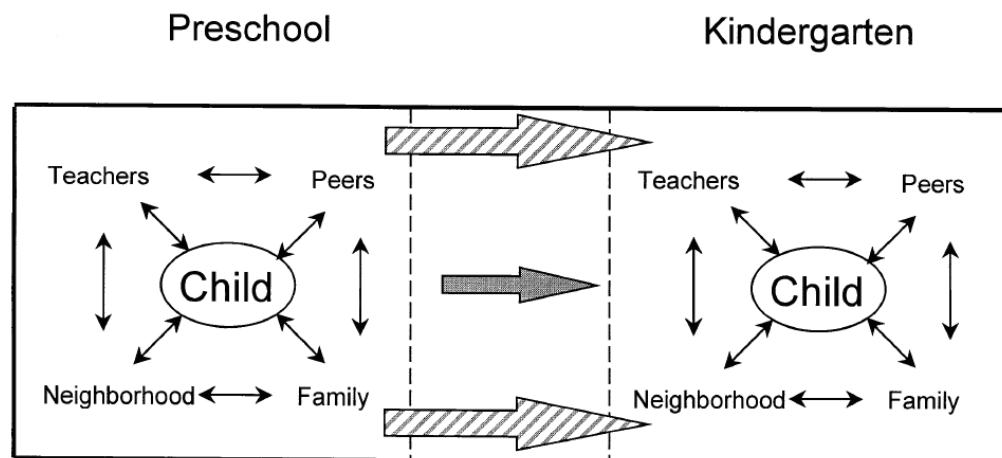 Preschool Kindergarten
Teachers Peers Teachers Peers
Child Child
Neighborhood Family Neighborhood Family